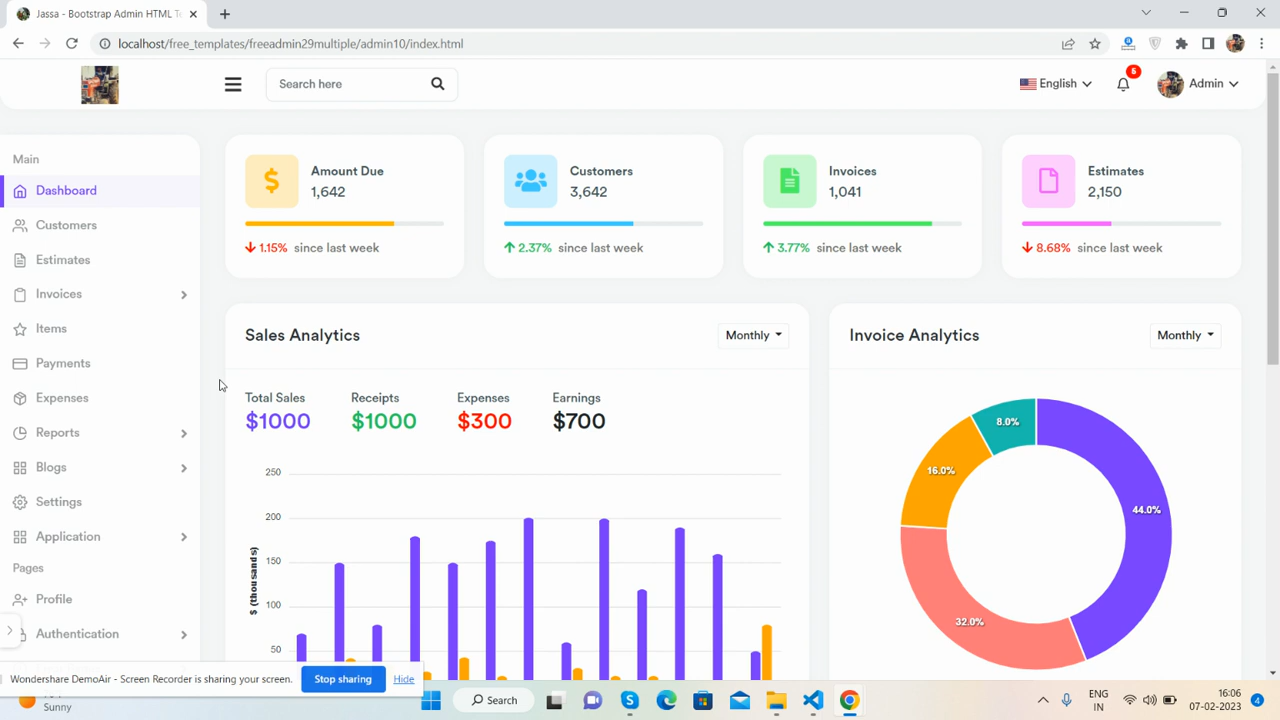 Jassa - Bootstrap Admin HTML Te
localhost/free_templates/freeadmin29multiple/admin10/index.html
Search here
English
6
Admin
Main
Dashboard
Customers
Estimates
Invoices
Items
Payments
Expenses
Reports
Blogs
Settings
Application
Pages
Profile
Authentication
Amount Due
1,642
1.15% since last week
Customers
3,642
2.37% since last week
Invoices
1,041
3.77% since last week
Estimates
2,150
8.68% since last week
Sales Analytics
Monthly
Total Sales
$1000
Receipts
$1000
Expenses
$300
Earnings
$700
250
200
150
100
50
$ (thousands)
Invoice Analytics
Monthly
8.0%
16.0%
44.0%
32.0%
Wondershare DemoAir - Screen Recorder is sharing your screen.
Stop sharing
Hide
Sunny
Search
ENG
IN
16:06
07-02-2023
4